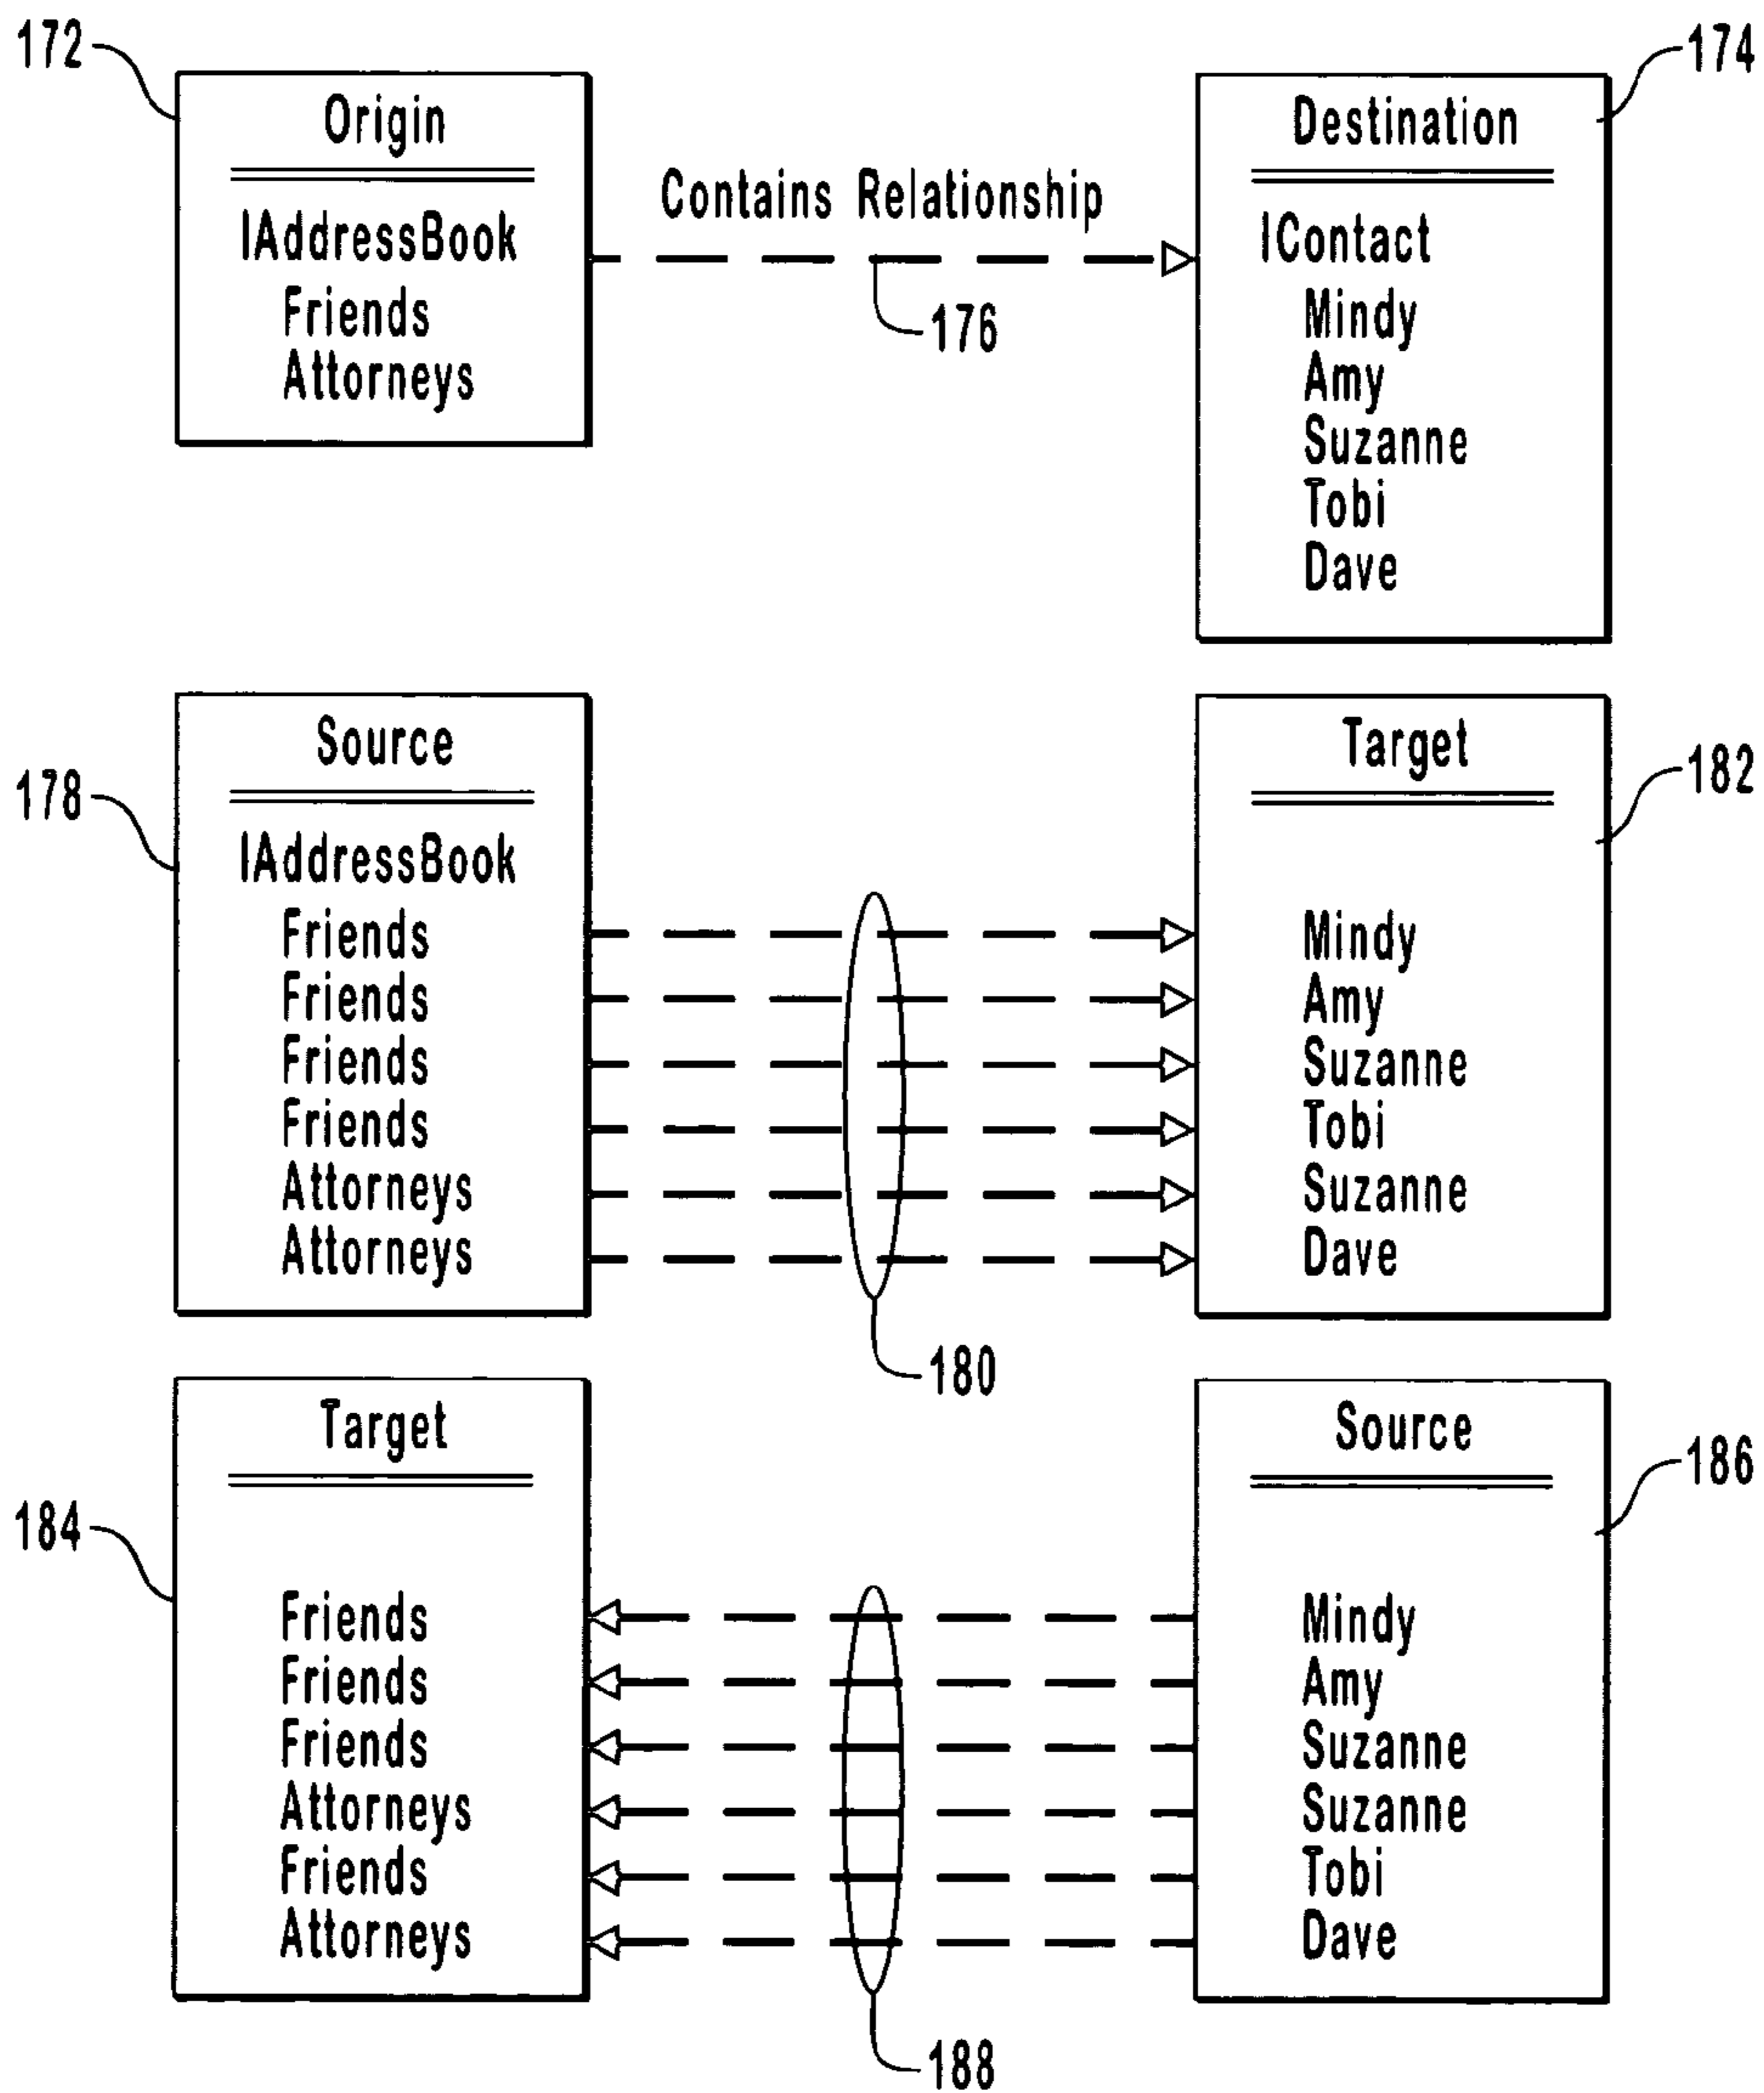 172
Origin
IAddressBook
Friends
Attorneys
Contains Relationship
176
174
Destination
IContact
Mindy
Amy
Suzanne
Tobi
Dave
178
Source
IAddressBook
Friends
Friends
Friends
Friends
Attorneys
Attorneys
180
182
Target
Mindy
Amy
Suzanne
Tobi
Suzanne
Dave
184
Target
Friends
Friends
Friends
Attorneys
Friends
Attorneys
188
186
Source
Mindy
Amy
Suzanne
Suzanne
Tobi
Dave